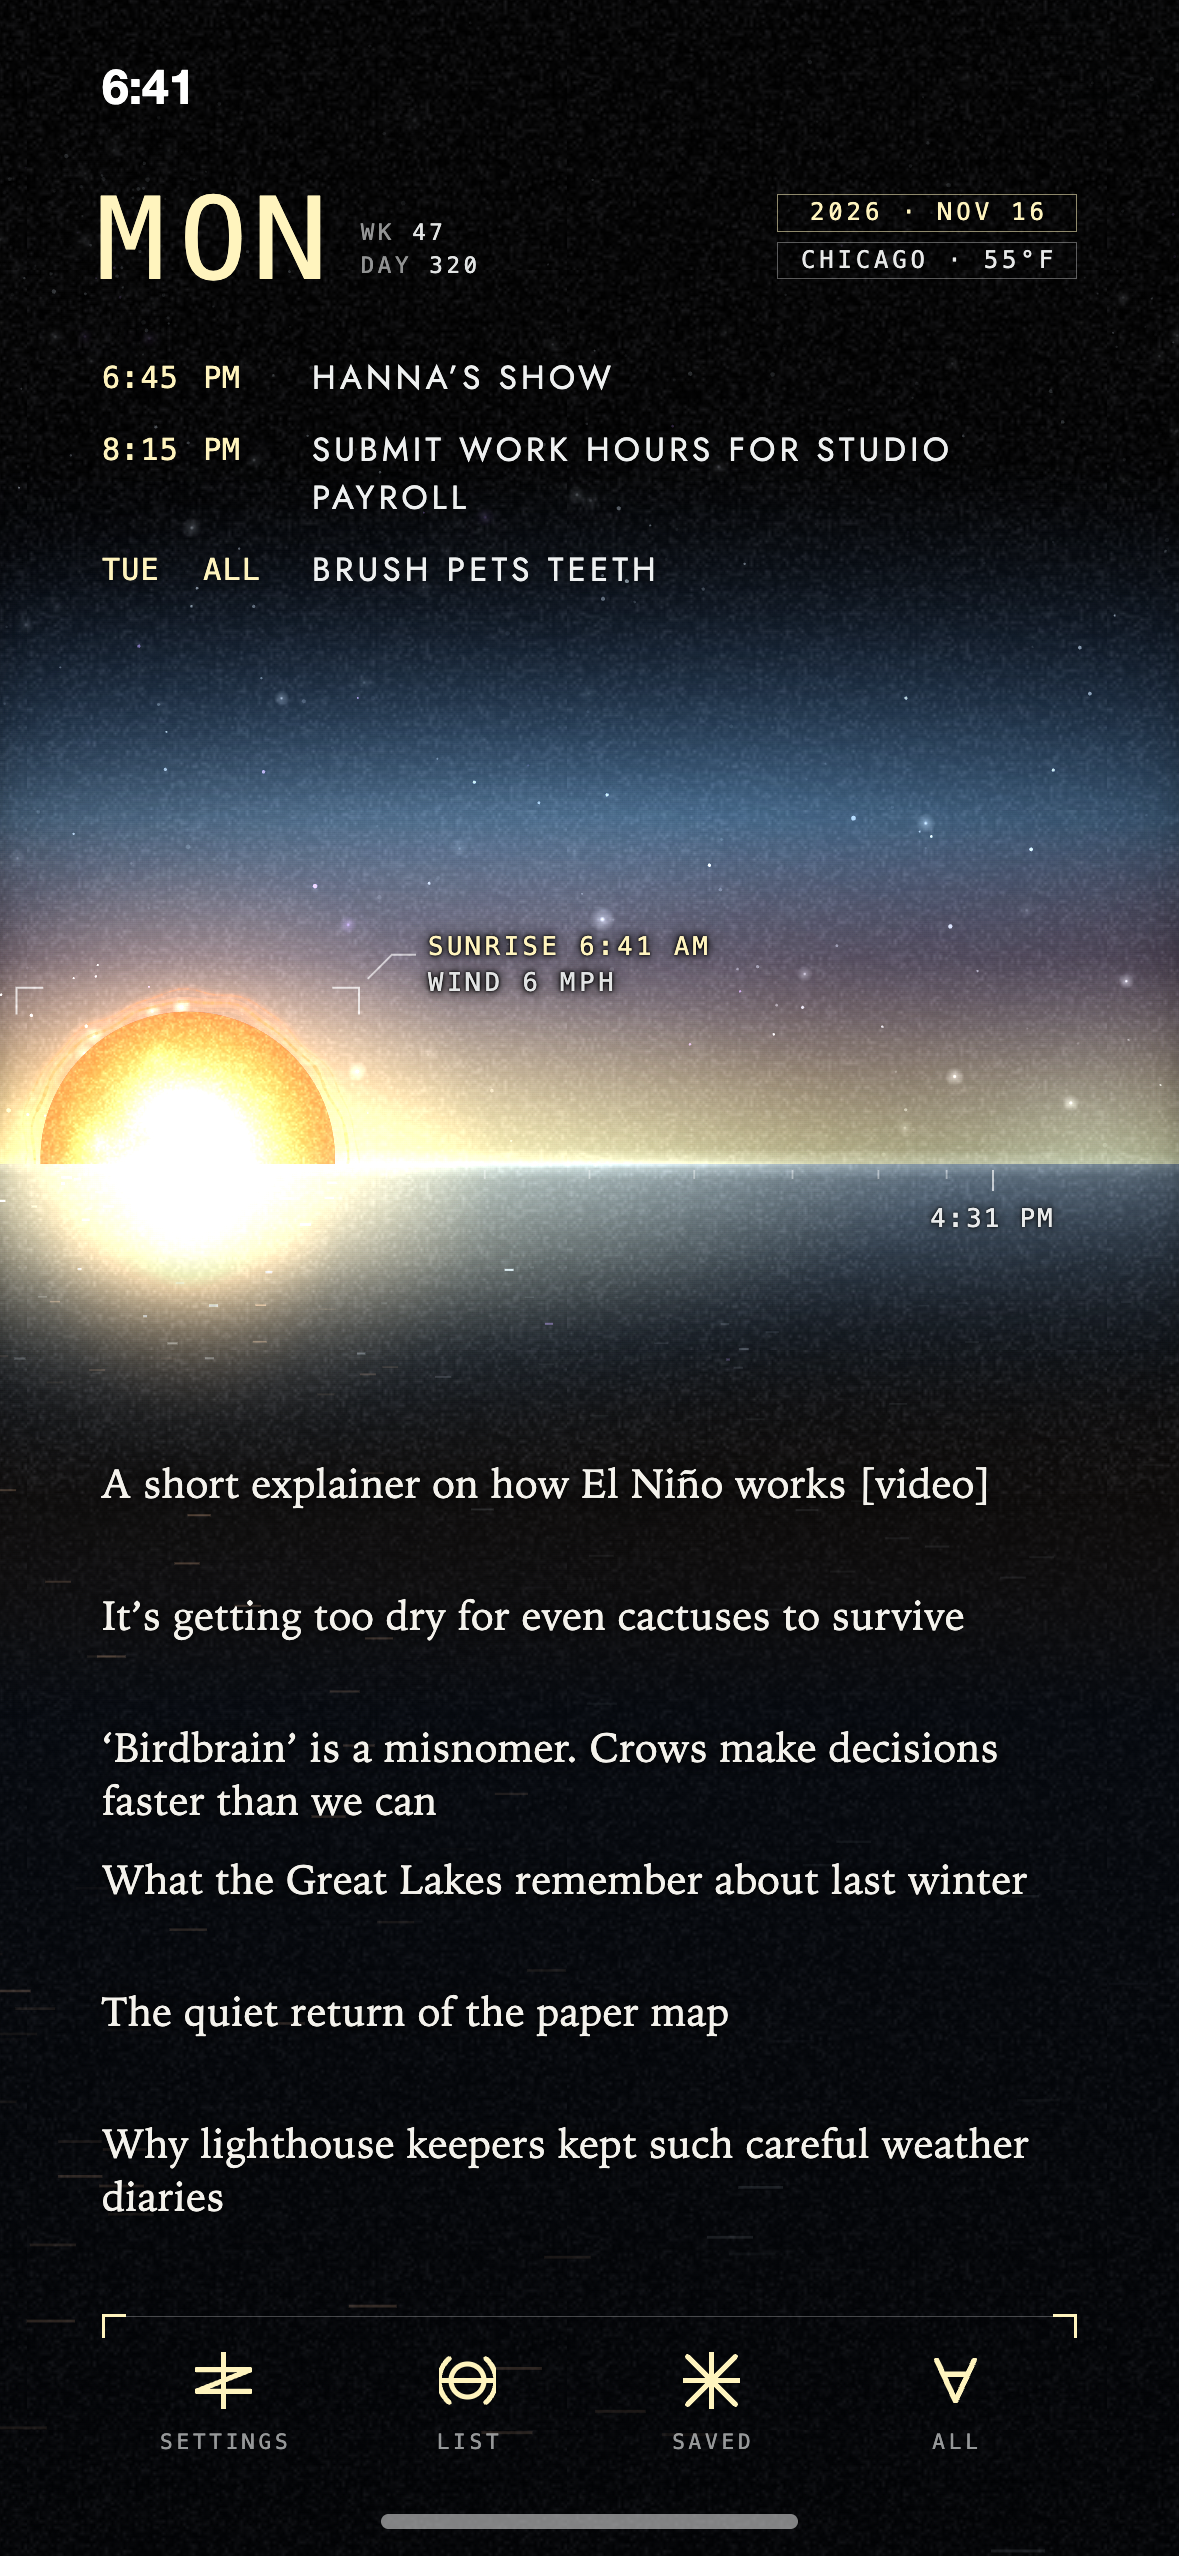 6:41
MON
WK 47
DAY 320
2026 · NOV 16
CHICAGO · 55°F
6:45 PM HANNA’S SHOW
8:15 PM SUBMIT WORK HOURS FOR STUDIO
PAYROLL
TUE ALL BRUSH PETS TEETH
SUNRISE 6:41 AM
WIND 6 MPH
4:31 PM
A short explainer on how El Niño works [video]
It’s getting too dry for even cactuses to survive
‘Birdbrain’ is a misnomer. Crows make decisions
faster than we can
What the Great Lakes remember about last winter
The quiet return of the paper map
Why lighthouse keepers kept such careful weather
diaries
SETTINGS LIST SAVED ALL